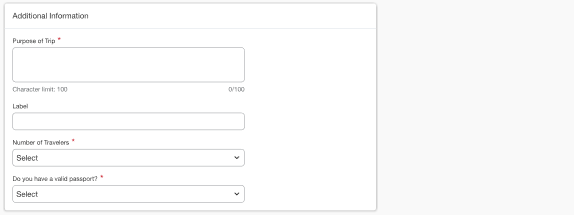 Additional Information
Purpose of Trip *
Character limit: 100 0/100
Label
Number of Travelers *
Select
Do you have a valid passport? *
Select